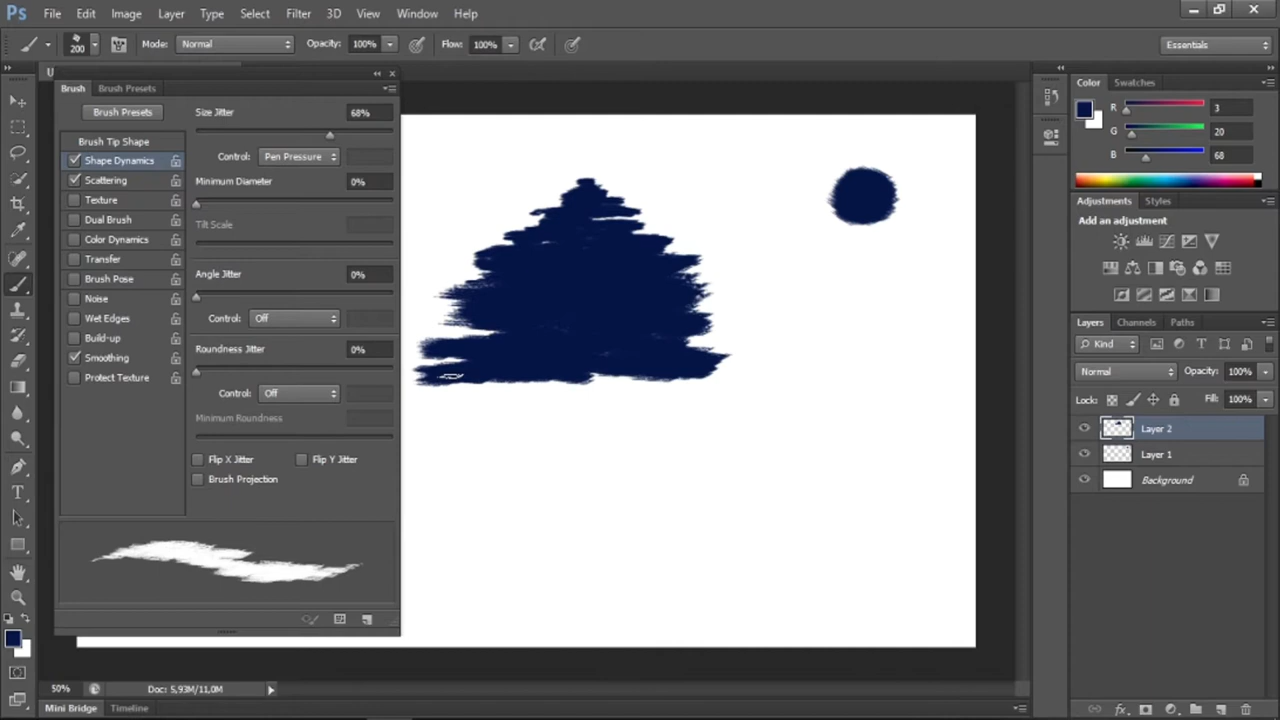 Ps File Edit Image Layer Type Select Filter 3D View Window Help
200 Mode: Normal Opacity: 100% Flow: 100% Essentials
Brush Brush Presets
Brush Presets
Brush Tip Shape
Shape Dynamics
Scattering
Texture
Dual Brush
Color Dynamics
Transfer
Brush Pose
Noise
Wet Edges
Build-up
Smoothing
Protect Texture
Size Jitter 68%
Control: Pen Pressure
Minimum Diameter 0%
Tilt Scale
Angle Jitter 0%
Control: Off
Roundness Jitter 0%
Control: Off
Minimum Roundness
Flip X Jitter Flip Y Jitter
Brush Projection
Color Swatches
R 3
G 20
B 68
Adjustments Styles
Add an adjustment
Layers Channels Paths
Kind
Normal Opacity: 100%
Lock: Fill: 100%
Layer 2
Layer 1
Background
50% Doc: 5,93M/11,0M
Mini Bridge Timeline